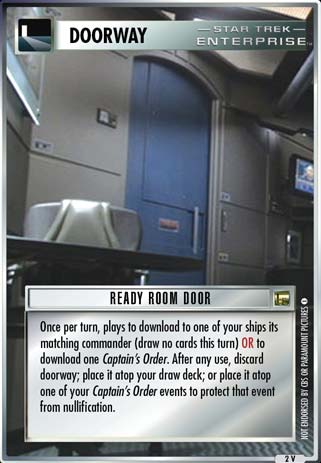 DOORWAY
STAR TREK
ENTERPRISE™
READY ROOM DOOR
Once per turn, plays to download to one of your ships its
matching commander (draw no cards this turn) OR to
download one Captain's Order. After any use, discard
doorway; place it atop your draw deck; or place it atop
one of your Captain's Order events to protect that event
from nullification.
NOT ENDORSED BY CBS OR PARAMOUNT PICTURES
2 V